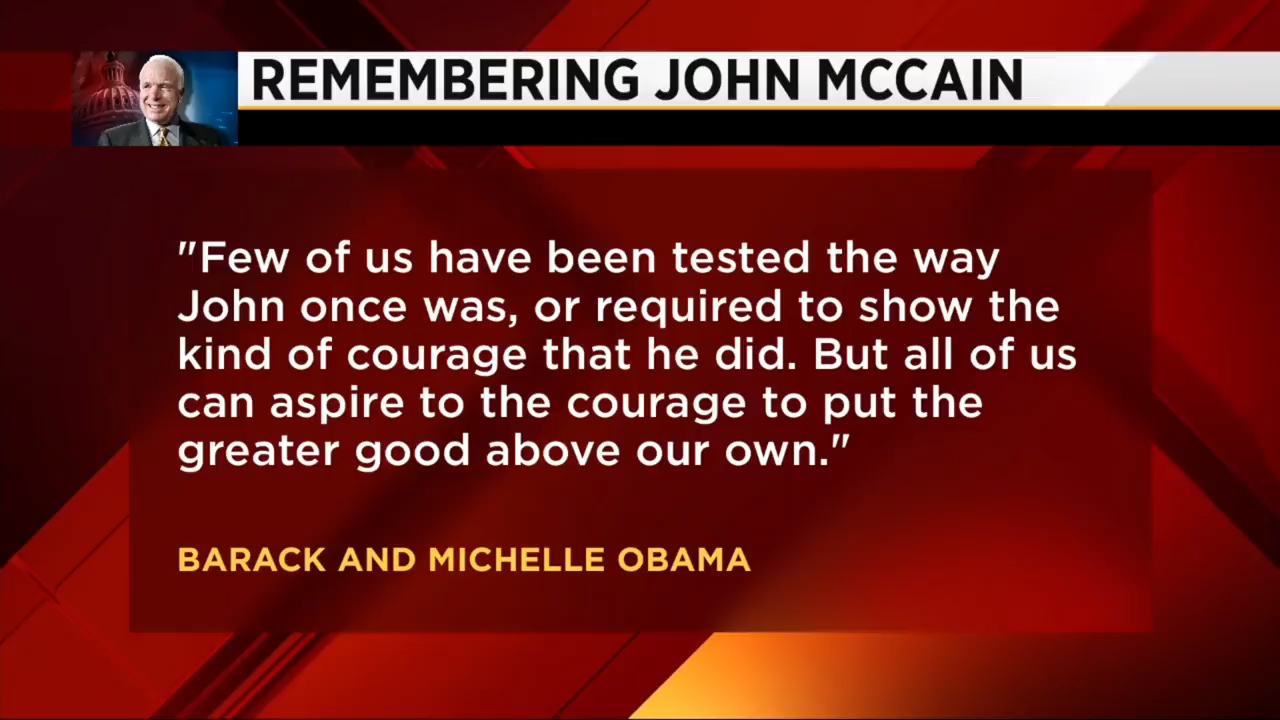 REMEMBERING JOHN MCCAIN
"Few of us have been tested the way
John once was, or required to show the
kind of courage that he did. But all of us
can aspire to the courage to put the
greater good above our own."
BARACK AND MICHELLE OBAMA